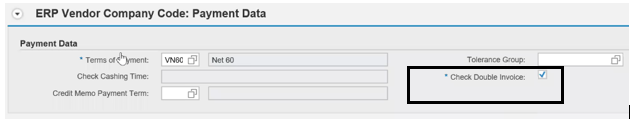 ERP Vendor Company Code: Payment Data
Payment Data
* Terms of Payment: VN60 Net 60 Tolerance Group:
Check Cashing Time: * Check Double Invoice:
Credit Memo Payment Term: